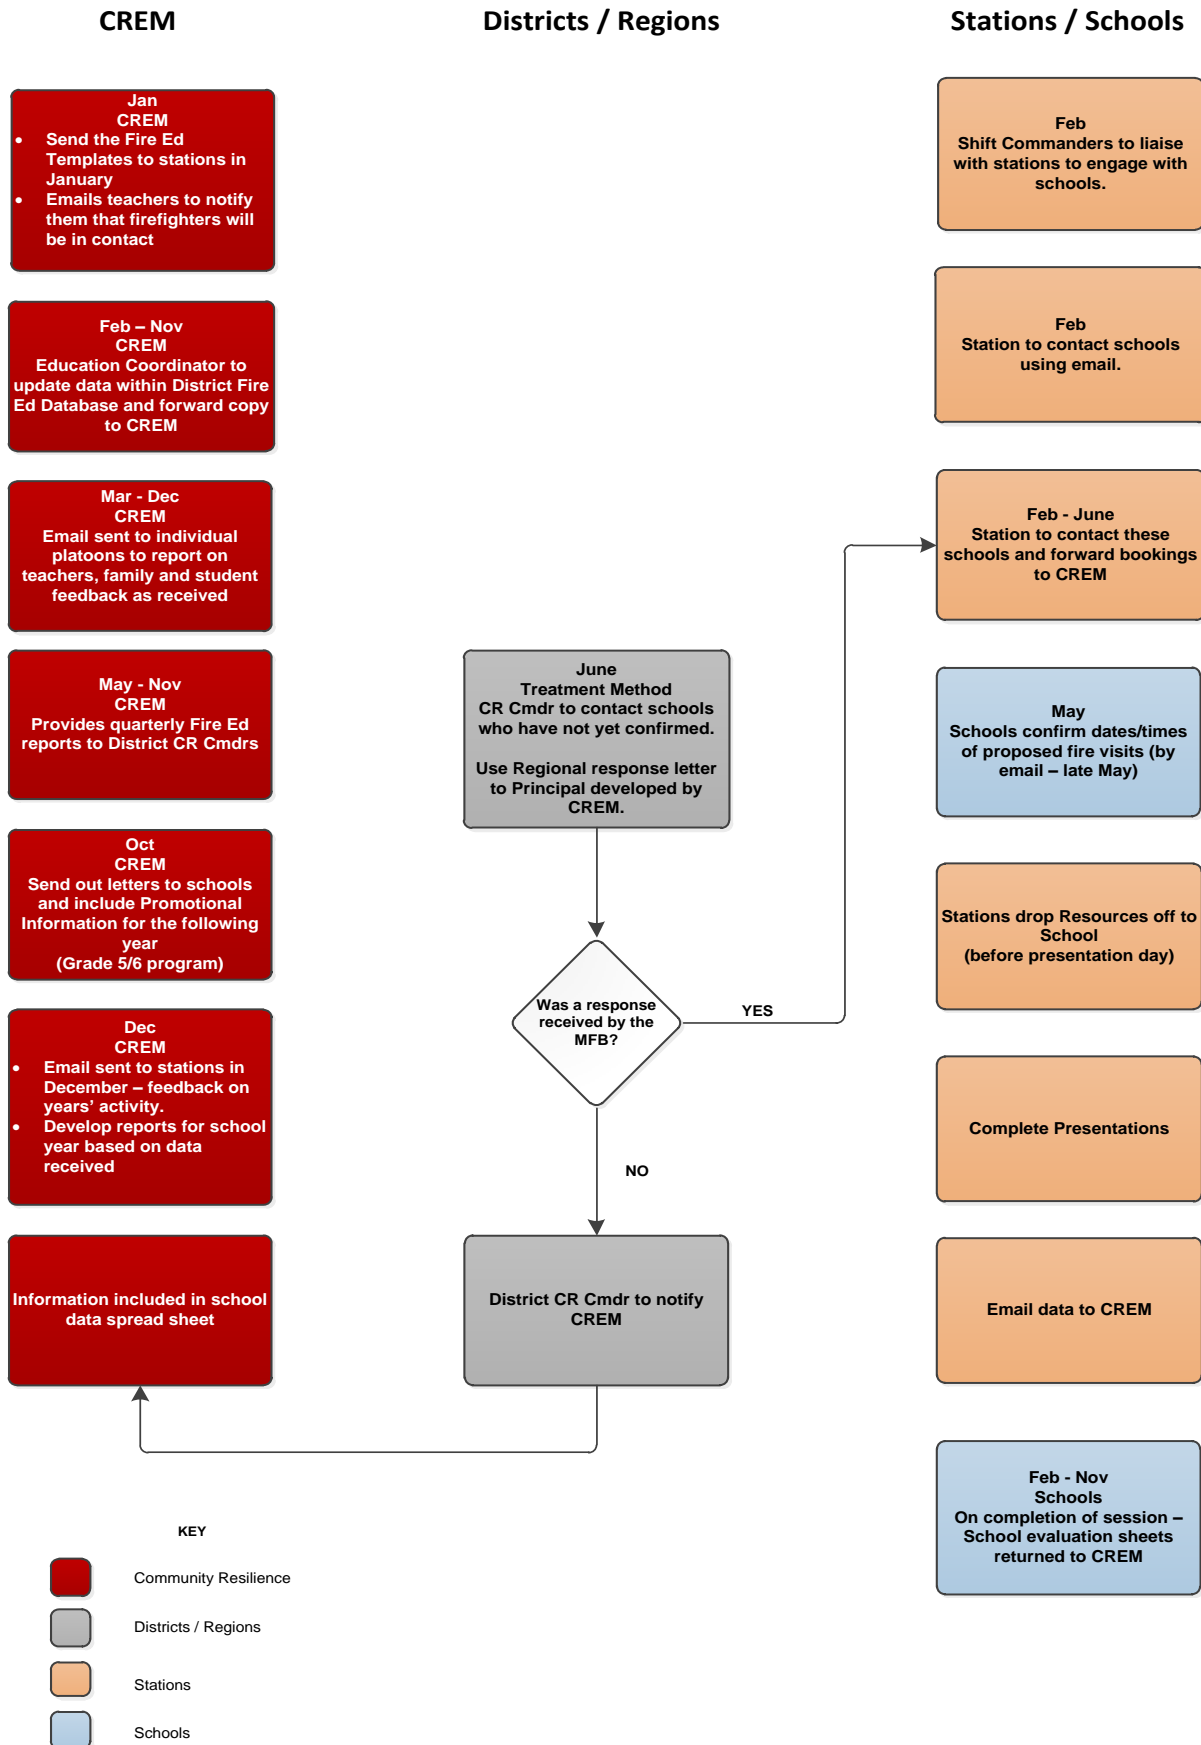 CREM
Districts / Regions
Stations / Schools
Jan
CREM
• Send the Fire Ed
Templates to stations in
January
• Emails teachers to notify
them that firefighters will
be in contact
Feb – Nov
CREM
Education Coordinator to
update data within District Fire
Ed Database and forward copy
to CREM
Mar - Dec
CREM
Email sent to individual
platoons to report on
teachers, family and student
feedback as received
May - Nov
CREM
Provides quarterly Fire Ed
reports to District CR Cmdrs
Oct
CREM
Send out letters to schools
and include Promotional
Information for the following
year
(Grade 5/6 program)
Dec
CREM
• Email sent to stations in
December – feedback on
years’ activity.
• Develop reports for school
year based on data
received
Information included in school
data spread sheet
June
Treatment Method
CR Cmdr to contact schools
who have not yet confirmed.
Use Regional response letter
to Principal developed by
CREM.
Was a response
received by the
MFB?
YES
NO
District CR Cmdr to notify
CREM
Feb
Shift Commanders to liaise
with stations to engage with
schools.
Feb
Station to contact schools
using email.
Feb - June
Station to contact these
schools and forward bookings
to CREM
May
Schools confirm dates/times
of proposed fire visits (by
email – late May)
Stations drop Resources off to
School
(before presentation day)
Complete Presentations
Email data to CREM
Feb - Nov
Schools
On completion of session –
School evaluation sheets
returned to CREM
KEY
Community Resilience
Districts / Regions
Stations
Schools